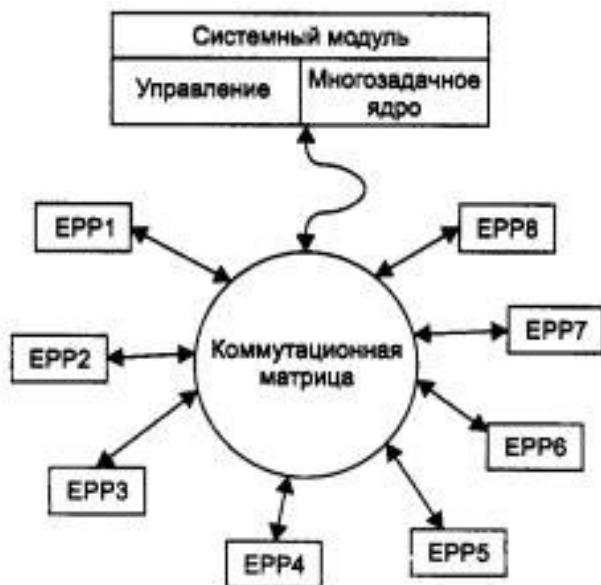 Системный модуль
Управление
Многозадачное
ядро
EPP1
EPP8
EPP2
Коммутационная
матрица
EPP7
EPP3
EPP6
EPP4
EPP5